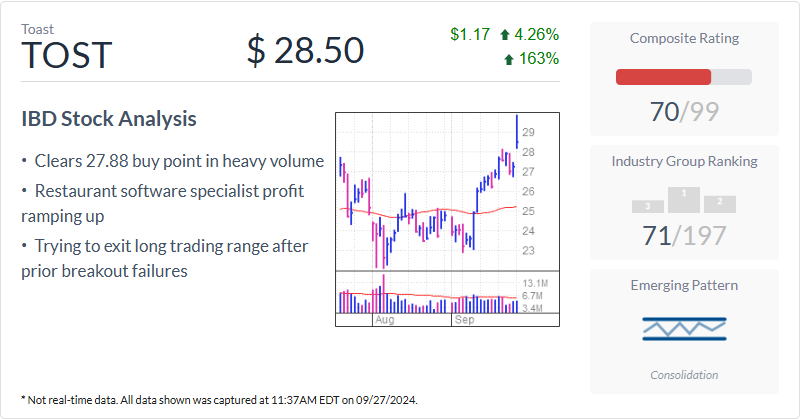 Toast
TOST
$ 28.50
$1.17 4.26%
163%
IBD Stock Analysis
• Clears 27.88 buy point in heavy volume
• Restaurant software specialist profit
ramping up
• Trying to exit long trading range after
prior breakout failures
29
28
27
26
25
24
23
13.1M
6.7M
3.4M
Aug
Sep
Composite Rating
70/99
Industry Group Ranking
3
1
2
71/197
Emerging Pattern
Consolidation
* Not real-time data. All data shown was captured at 11:37AM EDT on 09/27/2024.